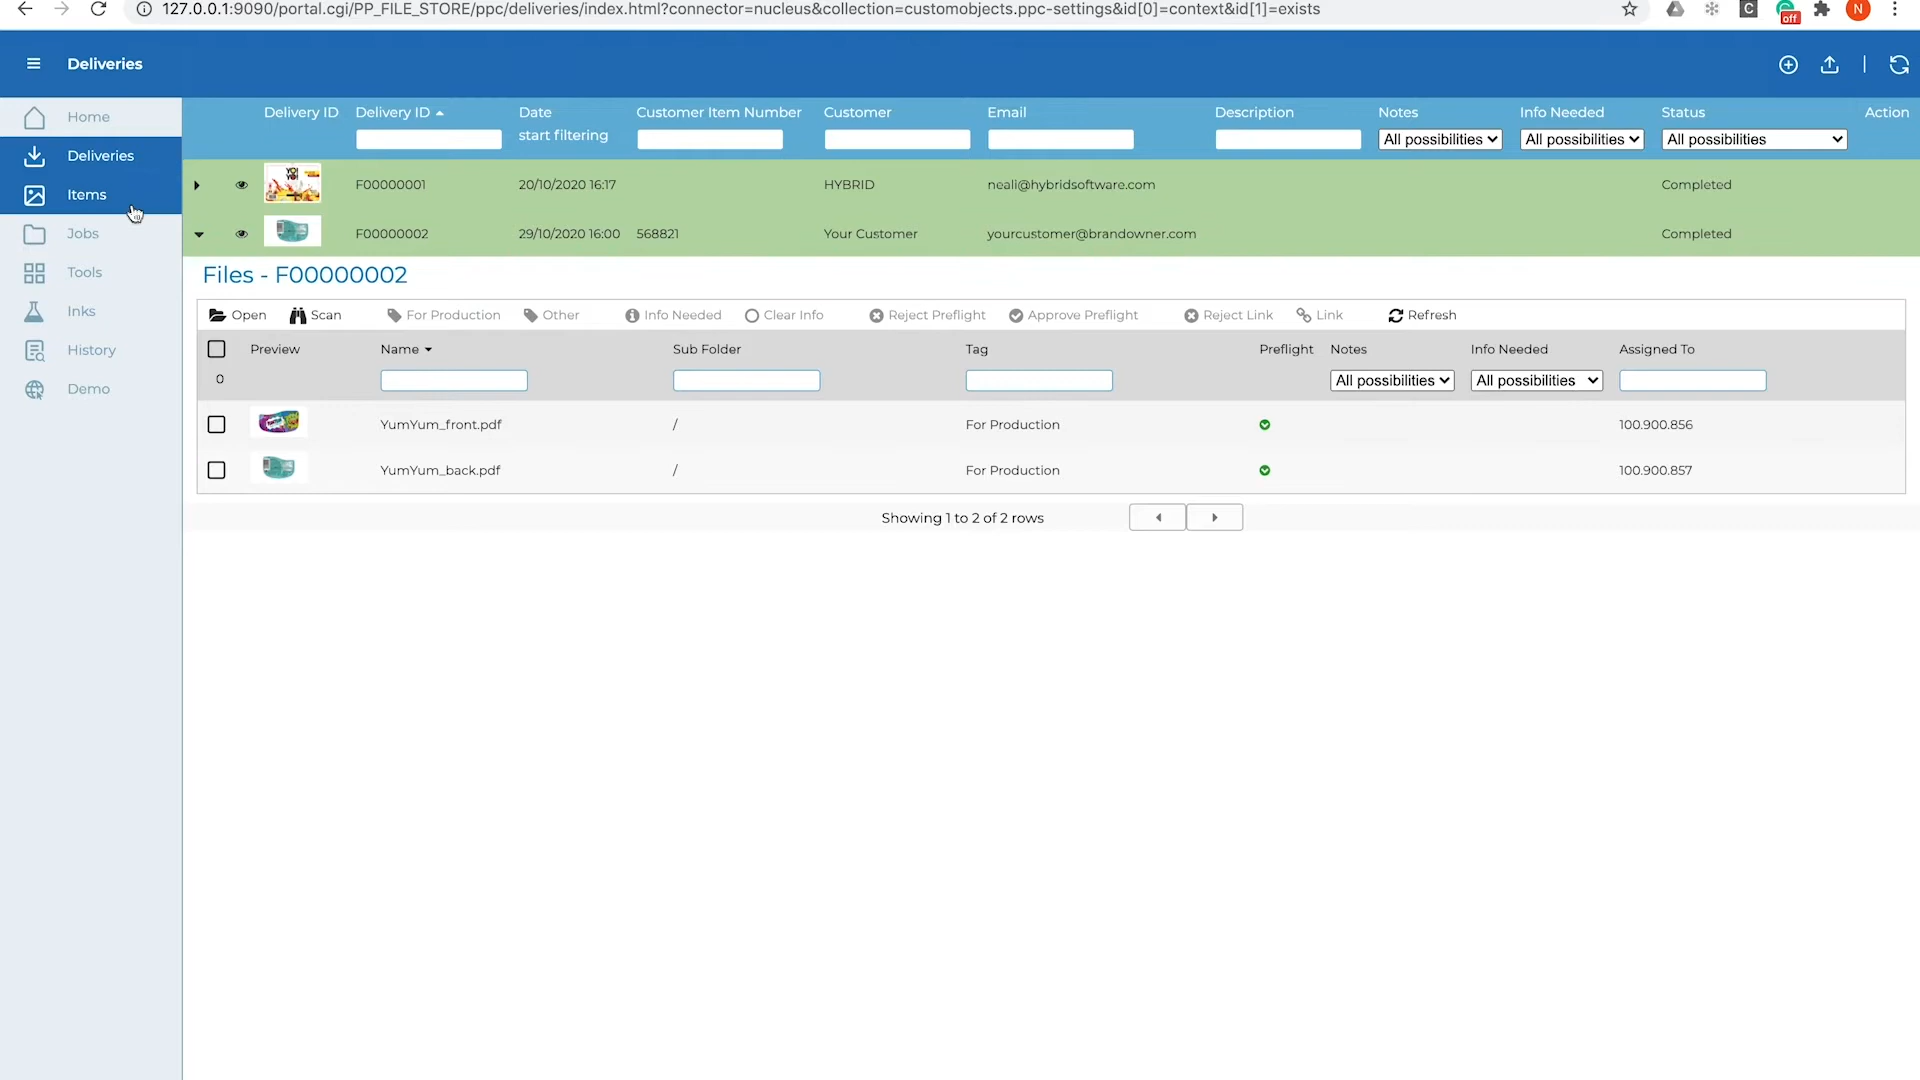 127.0.0.1:9090/portal.cgi/PP_FILE_STORE/ppc/deliveries/index.html?connector=nucleus&collection=customobjects.ppc-settings&id[0]=context&id[1]=exists
C
off
N
Deliveries
Home
Deliveries
Items
Jobs
Tools
Inks
History
Demo
Delivery ID Delivery ID Date Customer Item Number Customer Email Description Notes Info Needed Status Action
start filtering All possibilities All possibilities All possibilities
F00000001 20/10/2020 16:17 HYBRID neali@hybridsoftware.com Completed
F00000002 29/10/2020 16:00 568821 Your Customer yourcustomer@brandowner.com Completed
Files - F00000002
Open Scan For Production Other Info Needed Clear Info Reject Preflight Approve Preflight Reject Link Link Refresh
Preview Name Sub Folder Tag Preflight Notes Info Needed Assigned To
0 All possibilities All possibilities
YumYum_front.pdf / For Production 100.900.856
YumYum_back.pdf / For Production 100.900.857
Showing 1 to 2 of 2 rows